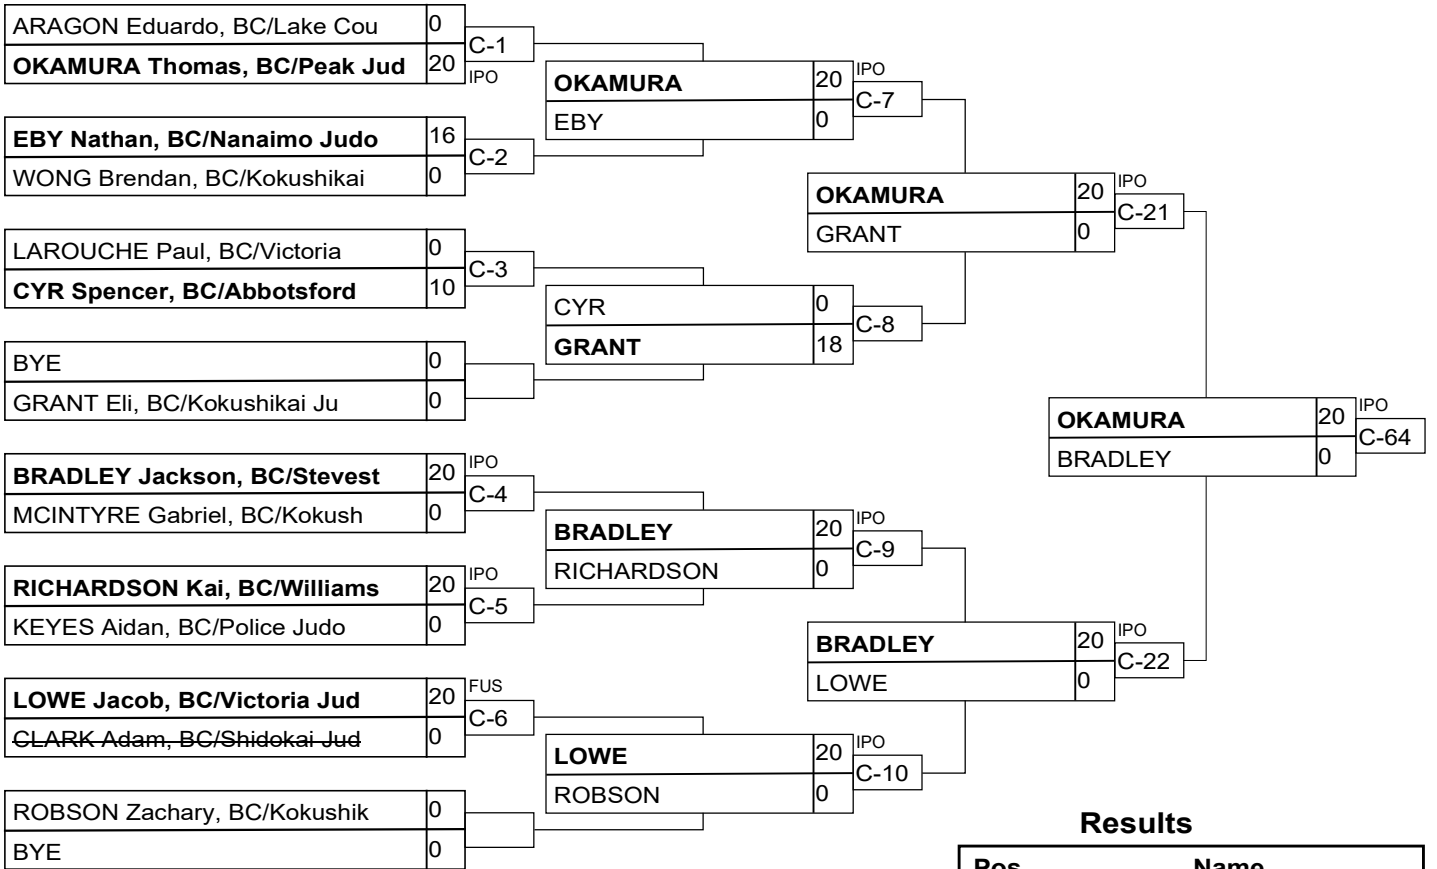 ARAGON Eduardo, BC/Lake Cou 0
C-1
OKAMURA Thomas, BC/Peak Jud 20
IPO
EBY Nathan, BC/Nanaimo Judo 16
C-2
WONG Brendan, BC/Kokushikai 0
LAROUCHE Paul, BC/Victoria 0
C-3
CYR Spencer, BC/Abbotsford 10
BYE 0
GRANT Eli, BC/Kokushikai Ju 0
BRADLEY Jackson, BC/Stevest 20 IPO
C-4
MCINTYRE Gabriel, BC/Kokush 0
RICHARDSON Kai, BC/Williams 20 IPO
C-5
KEYES Aidan, BC/Police Judo 0
LOWE Jacob, BC/Victoria Jud 20 FUS
C-6
CLARK Adam, BC/Shidokai Jud 0
ROBSON Zachary, BC/Kokushik 0
BYE 0
OKAMURA 20 IPO
C-7
EBY 0
CYR 0
C-8
GRANT 18
BRADLEY 20 IPO
C-9
RICHARDSON 0
LOWE 20 IPO
C-10
ROBSON 0
OKAMURA 20 IPO
C-21
GRANT 0
BRADLEY 20 IPO
C-22
LOWE 0
OKAMURA 20 IPO
C-64
BRADLEY 0
Results
Pos Name